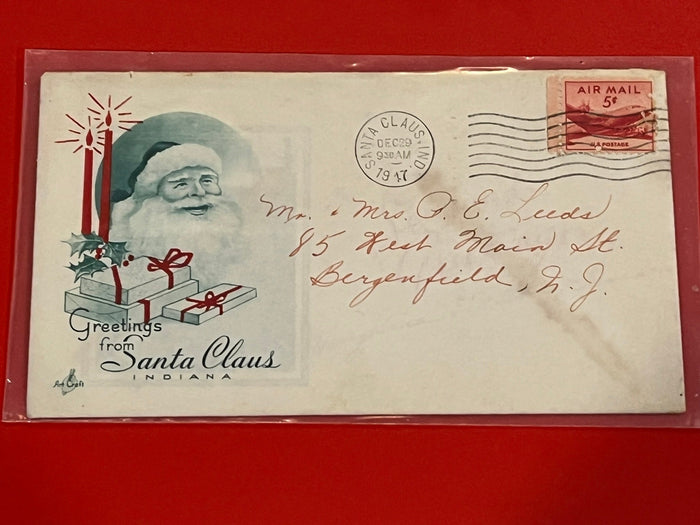 AIR MAIL
5¢
U.S. POSTAGE
SANTA CLAUS, IND.
DEC 29
9 30 AM
1947
Mr. & Mrs. P. E. Leeds
85 West Main St.
Bergenfield, N. J.
Greetings
from
Santa Claus
INDIANA
Art Craft